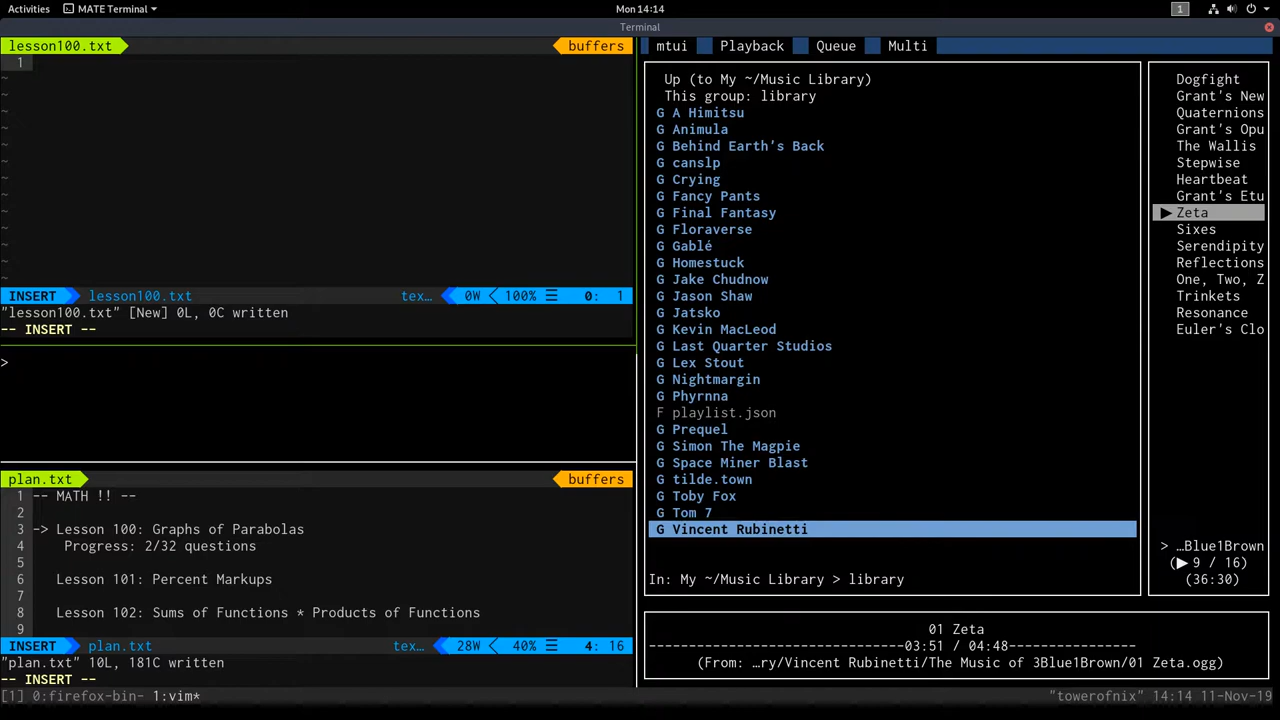 Activities MATE Terminal Mon 14:14 1
Terminal
lesson100.txt buffers
1
~
~
~
~
~
~
~
~
~
~
~
~
INSERT lesson100.txt tex… 0W 100% ☰ 0: 1
"lesson100.txt" [New] 0L, 0C written
-- INSERT --
>
plan.txt buffers
1 -- MATH !! --
2
3 -> Lesson 100: Graphs of Parabolas
4 Progress: 2/32 questions
5
6 Lesson 101: Percent Markups
7
8 Lesson 102: Sums of Functions * Products of Functions
9
INSERT plan.txt tex… 28W 40% ☰ 4: 16
"plan.txt" 10L, 181C written
-- INSERT --
mtui Playback Queue Multi
Up (to My ~/Music Library)
This group: library
G A Himitsu
G Animula
G Behind Earth's Back
G canslp
G Crying
G Fancy Pants
G Final Fantasy
G Floraverse
G Gablé
G Homestuck
G Jake Chudnow
G Jason Shaw
G Jatsko
G Kevin MacLeod
G Last Quarter Studios
G Lex Stout
G Nightmargin
G Phyrnna
F playlist.json
G Prequel
G Simon The Magpie
G Space Miner Blast
G tilde.town
G Toby Fox
G Tom 7
G Vincent Rubinetti
In: My ~/Music Library > library
Dogfight
Grant's New
Quaternions
Grant's Opu
The Wallis
Stepwise
Heartbeat
Grant's Etu
▶ Zeta
Sixes
Serendipity
Reflections
One, Two, Z
Trinkets
Resonance
Euler's Clo
> …Blue1Brown
(▶ 9 / 16)
(36:30)
01 Zeta
--------------------------------03:51 / 04:48----------------
(From: …ry/Vincent Rubinetti/The Music of 3Blue1Brown/01 Zeta.ogg)
[1] 0:firefox-bin- 1:vim* "towerofnix" 14:14 11-Nov-19